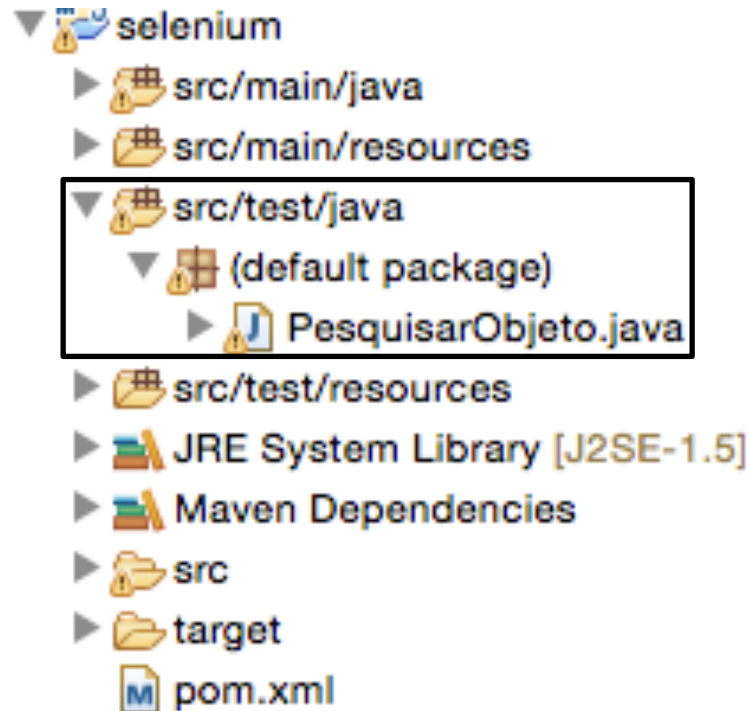 selenium
src/main/java
src/main/resources
src/test/java
(default package)
PesquisarObjeto.java
src/test/resources
JRE System Library [J2SE-1.5]
Maven Dependencies
src
target
pom.xml